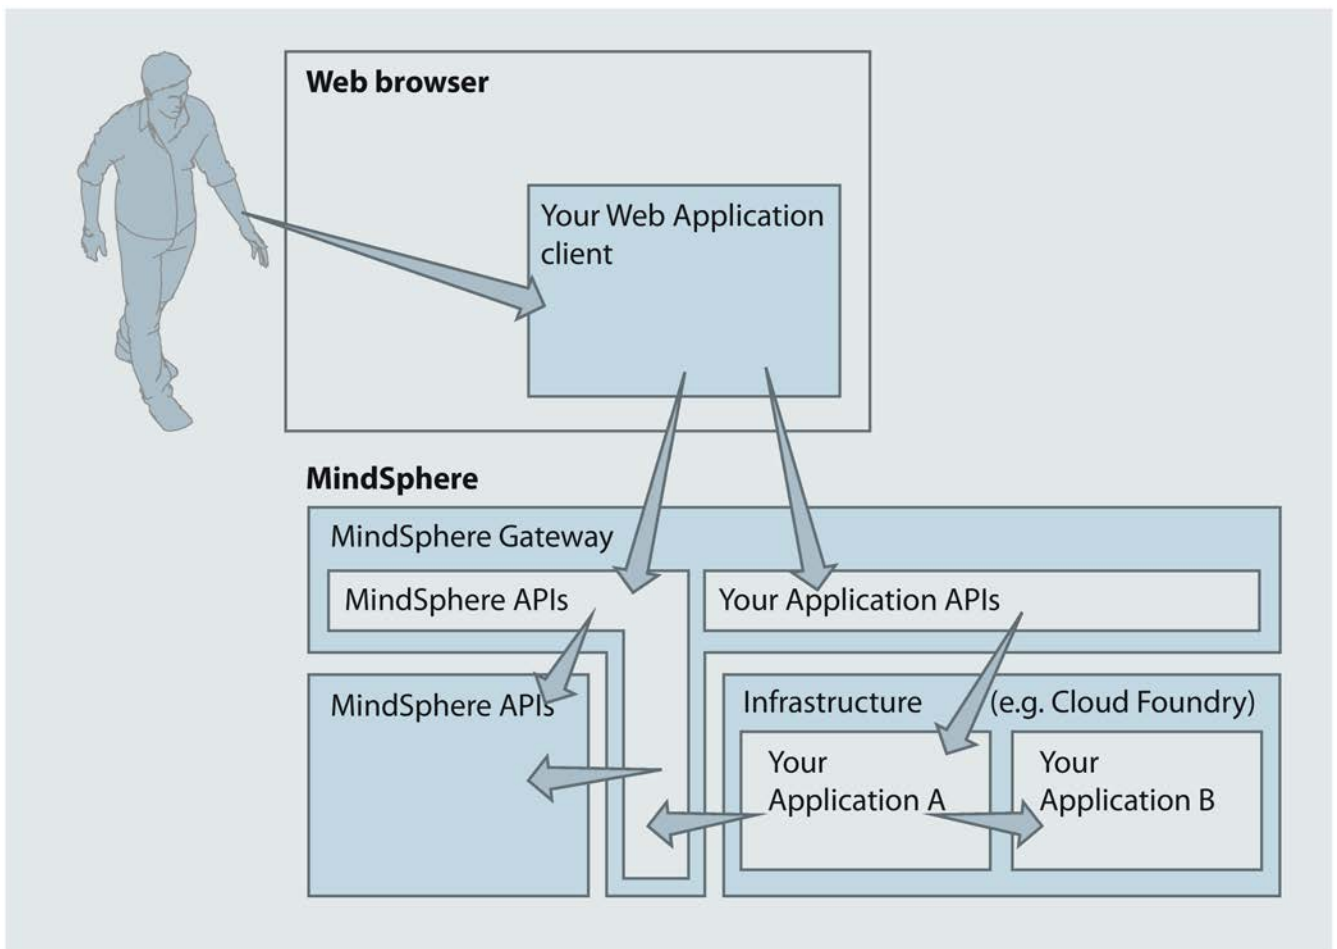 Web browser
Your Web Application
client
MindSphere
MindSphere Gateway
MindSphere APIs
Your Application APIs
MindSphere APIs
Infrastructure (e.g. Cloud Foundry)
Your
Application A
Your
Application B